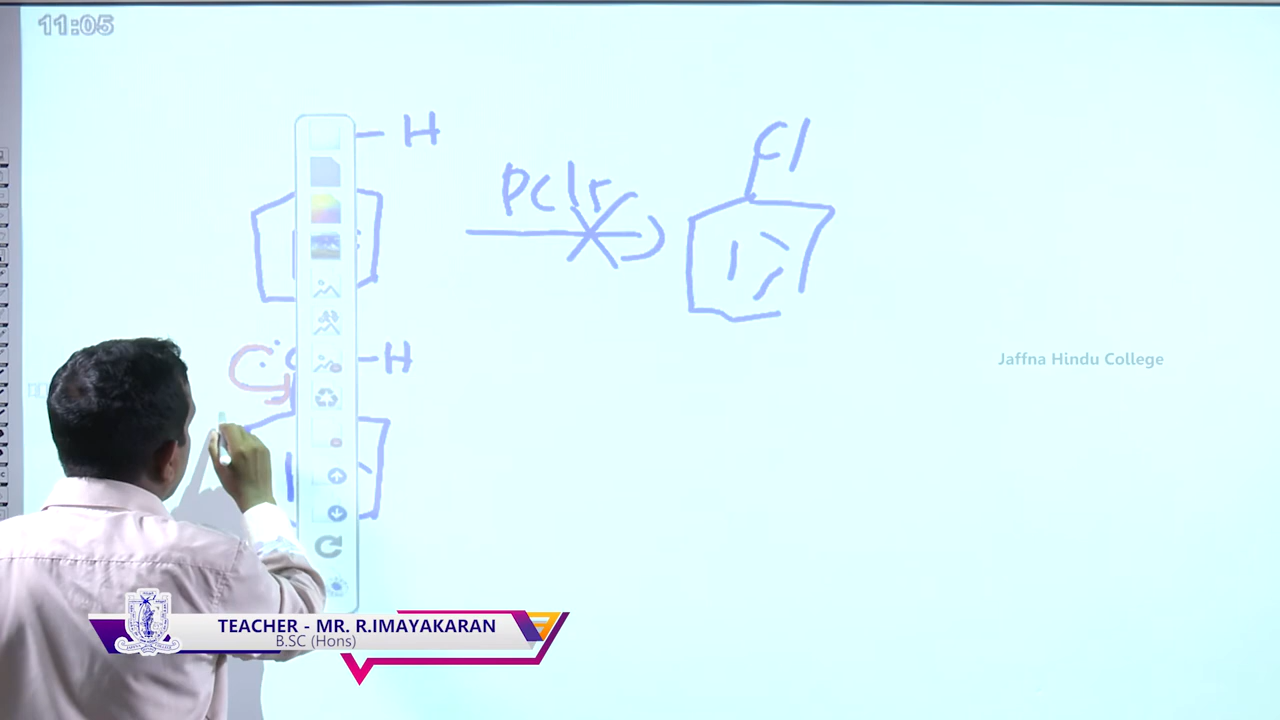 11:05
H
PCl5
Cl
H
Jaffna Hindu College
TEACHER - MR. R.IMAYAKARAN
B.SC (Hons)